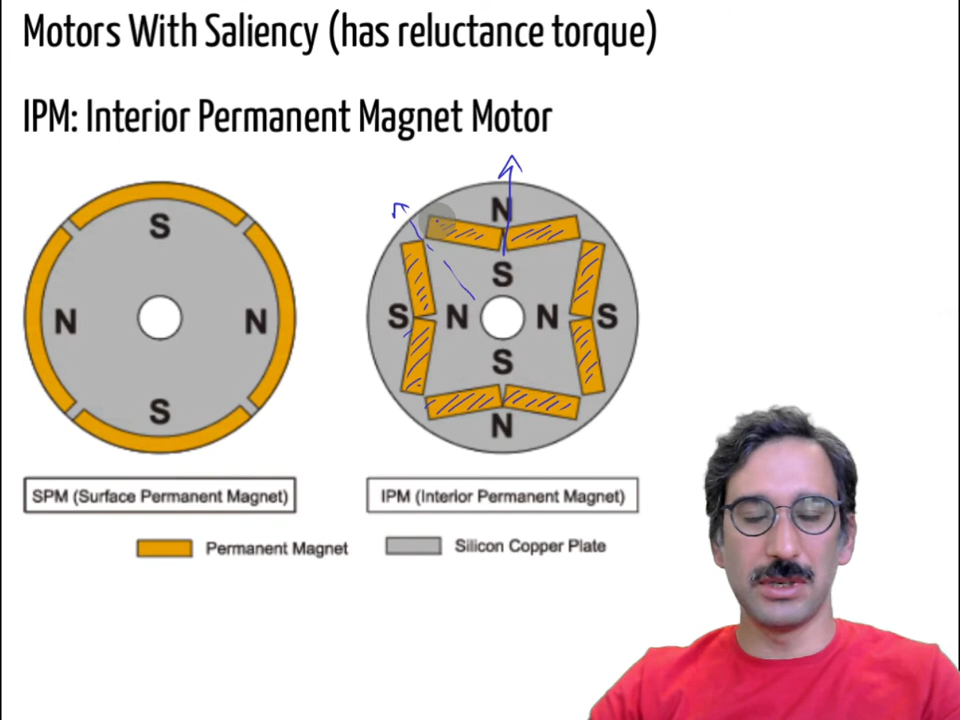 Motors With Saliency (has reluctance torque)
IPM: Interior Permanent Magnet Motor
S
N N
S
N
S
S N N S
S
N
SPM (Surface Permanent Magnet)
IPM (Interior Permanent Magnet)
Permanent Magnet
Silicon Copper Plate